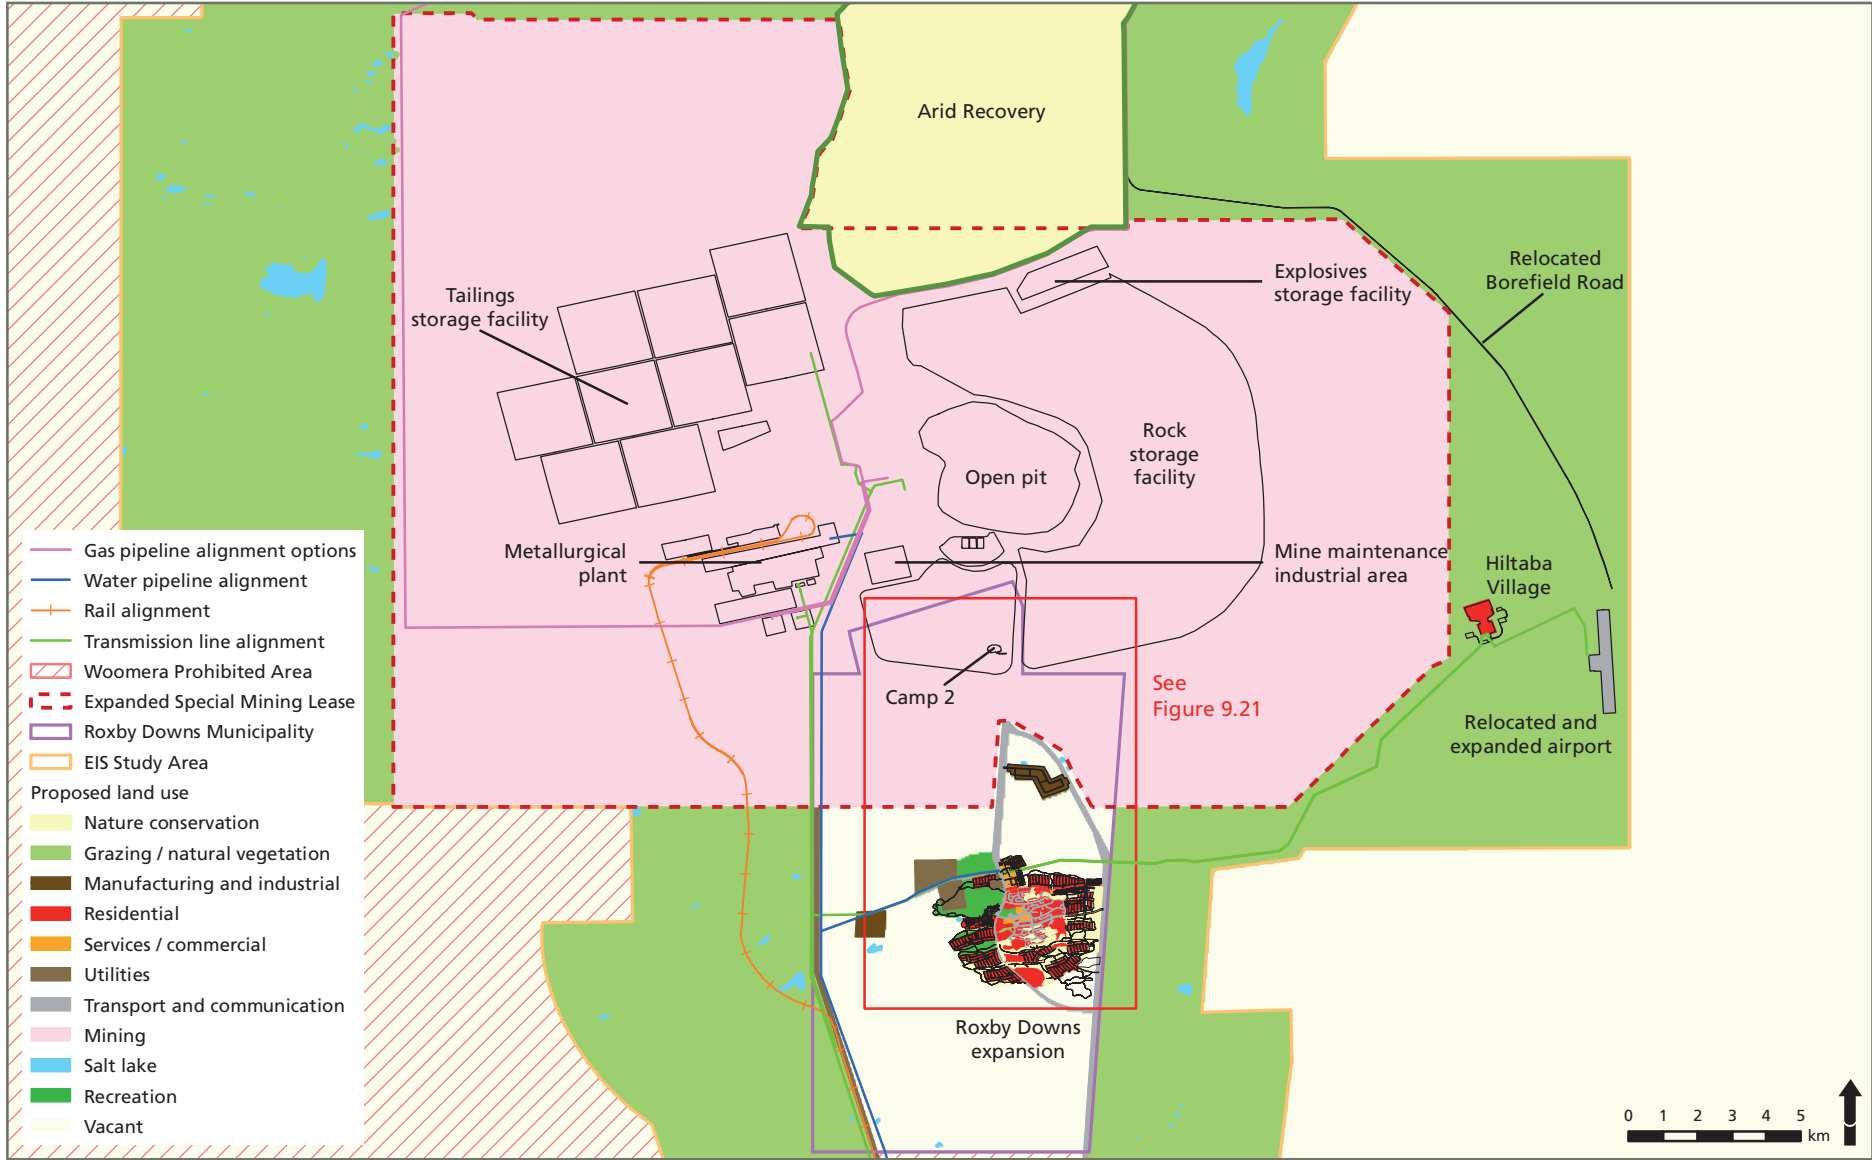 Arid Recovery
Tailings
storage facility
Explosives
storage facility
Relocated
Borefield Road
Rock
storage
facility
Open pit
Metallurgical
plant
Mine maintenance
industrial area
Hiltaba
Village
Camp 2
See
Figure 9.21
Relocated and
expanded airport
Roxby Downs
expansion
Gas pipeline alignment options
Water pipeline alignment
Rail alignment
Transmission line alignment
Woomera Prohibited Area
Expanded Special Mining Lease
Roxby Downs Municipality
EIS Study Area
Proposed land use
Nature conservation
Grazing / natural vegetation
Manufacturing and industrial
Residential
Services / commercial
Utilities
Transport and communication
Mining
Salt lake
Recreation
Vacant
0 1 2 3 4 5
km